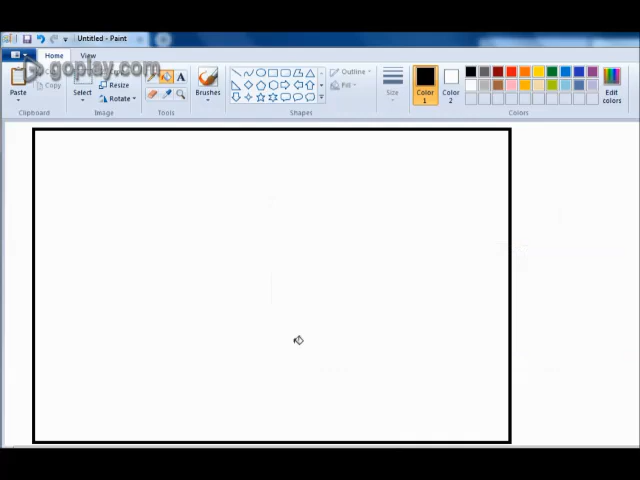 Untitled - Paint
Home View
goplay.com
Paste
Copy
Select
Resize
Rotate
A
Brushes
Outline
Fill
Size
Color 1
Color 2
Edit colors
Clipboard
Image
Tools
Shapes
Colors